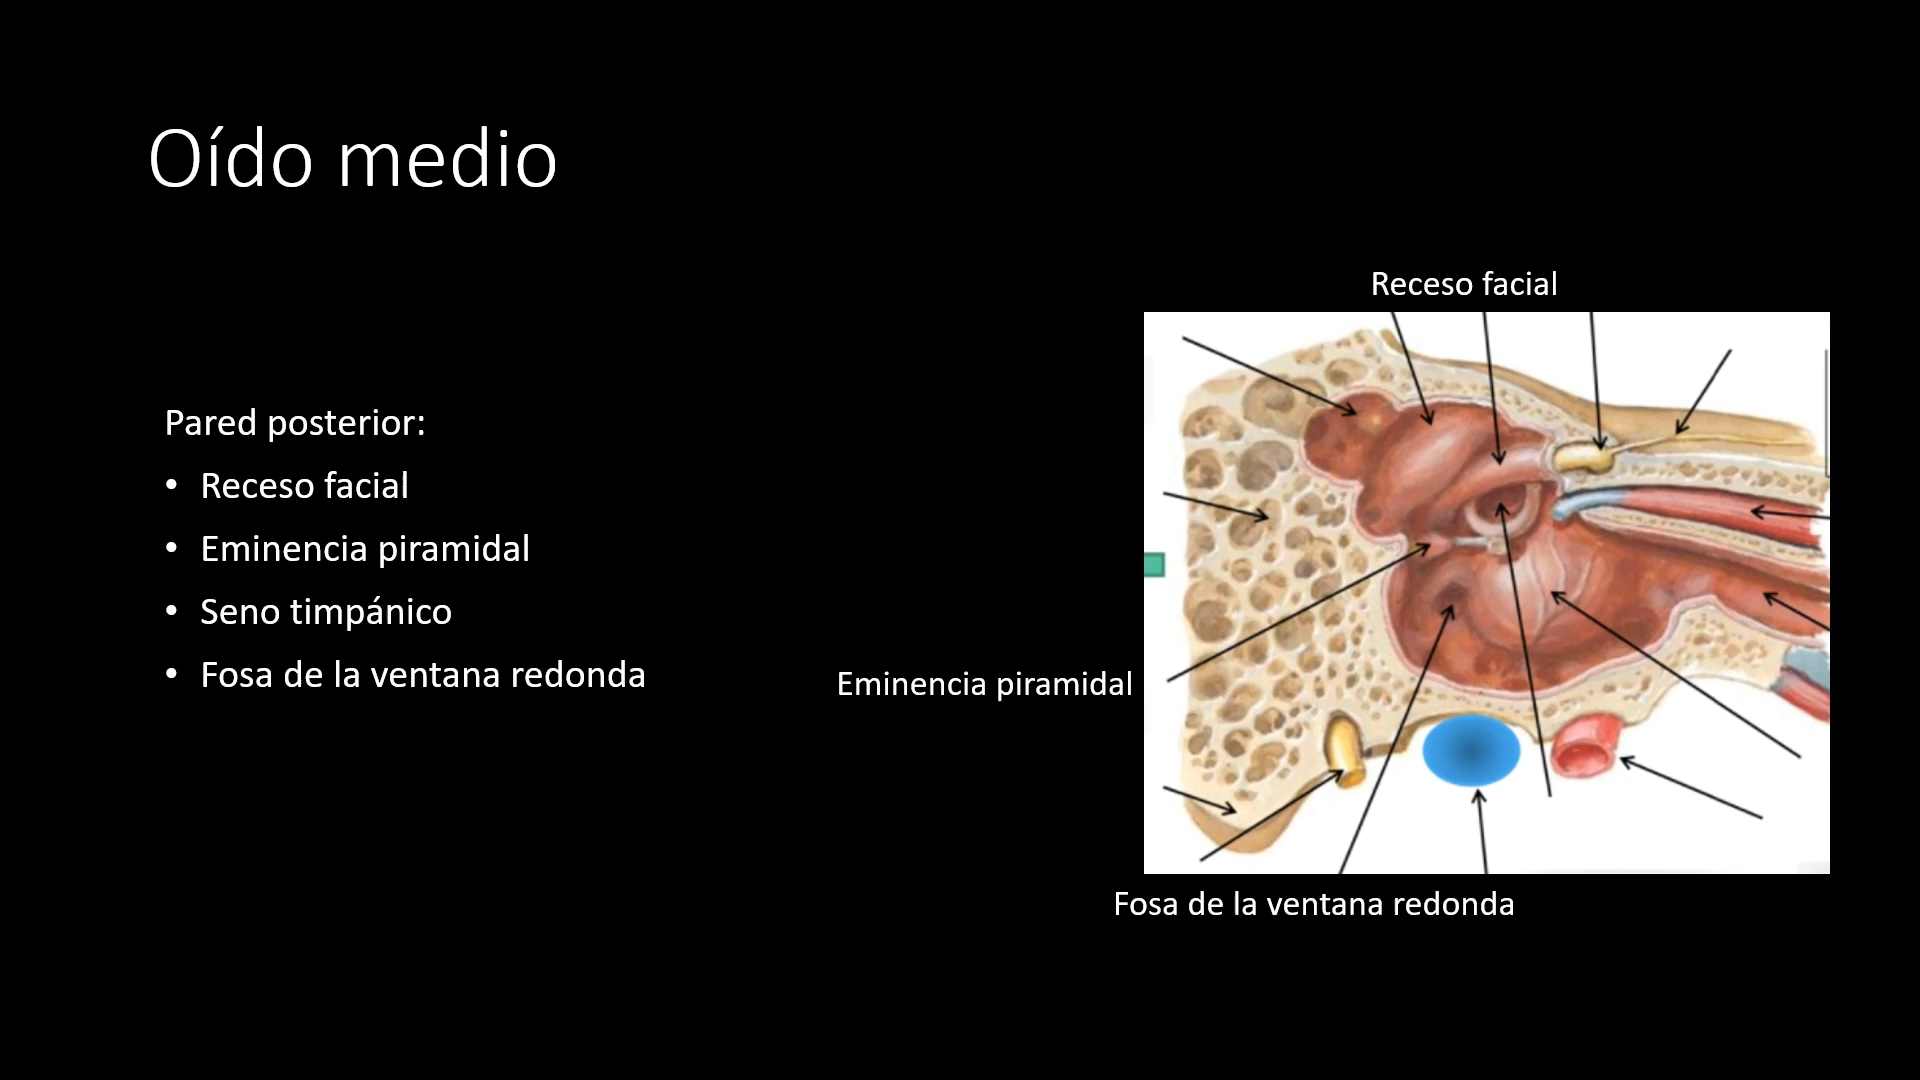 Oído medio
Receso facial
Pared posterior:
• Receso facial
• Eminencia piramidal
• Seno timpánico
• Fosa de la ventana redonda
Eminencia piramidal
Fosa de la ventana redonda